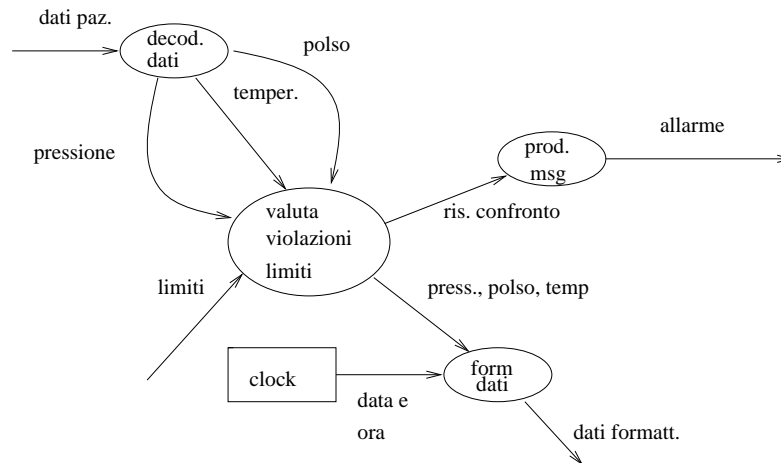 dati paz.
decod.
dati
polso
temper.
pressione
allarme
prod.
msg
valuta
violazioni
limiti
ris. confronto
limiti
press., polso, temp
clock
form
dati
data e
ora
dati formatt.